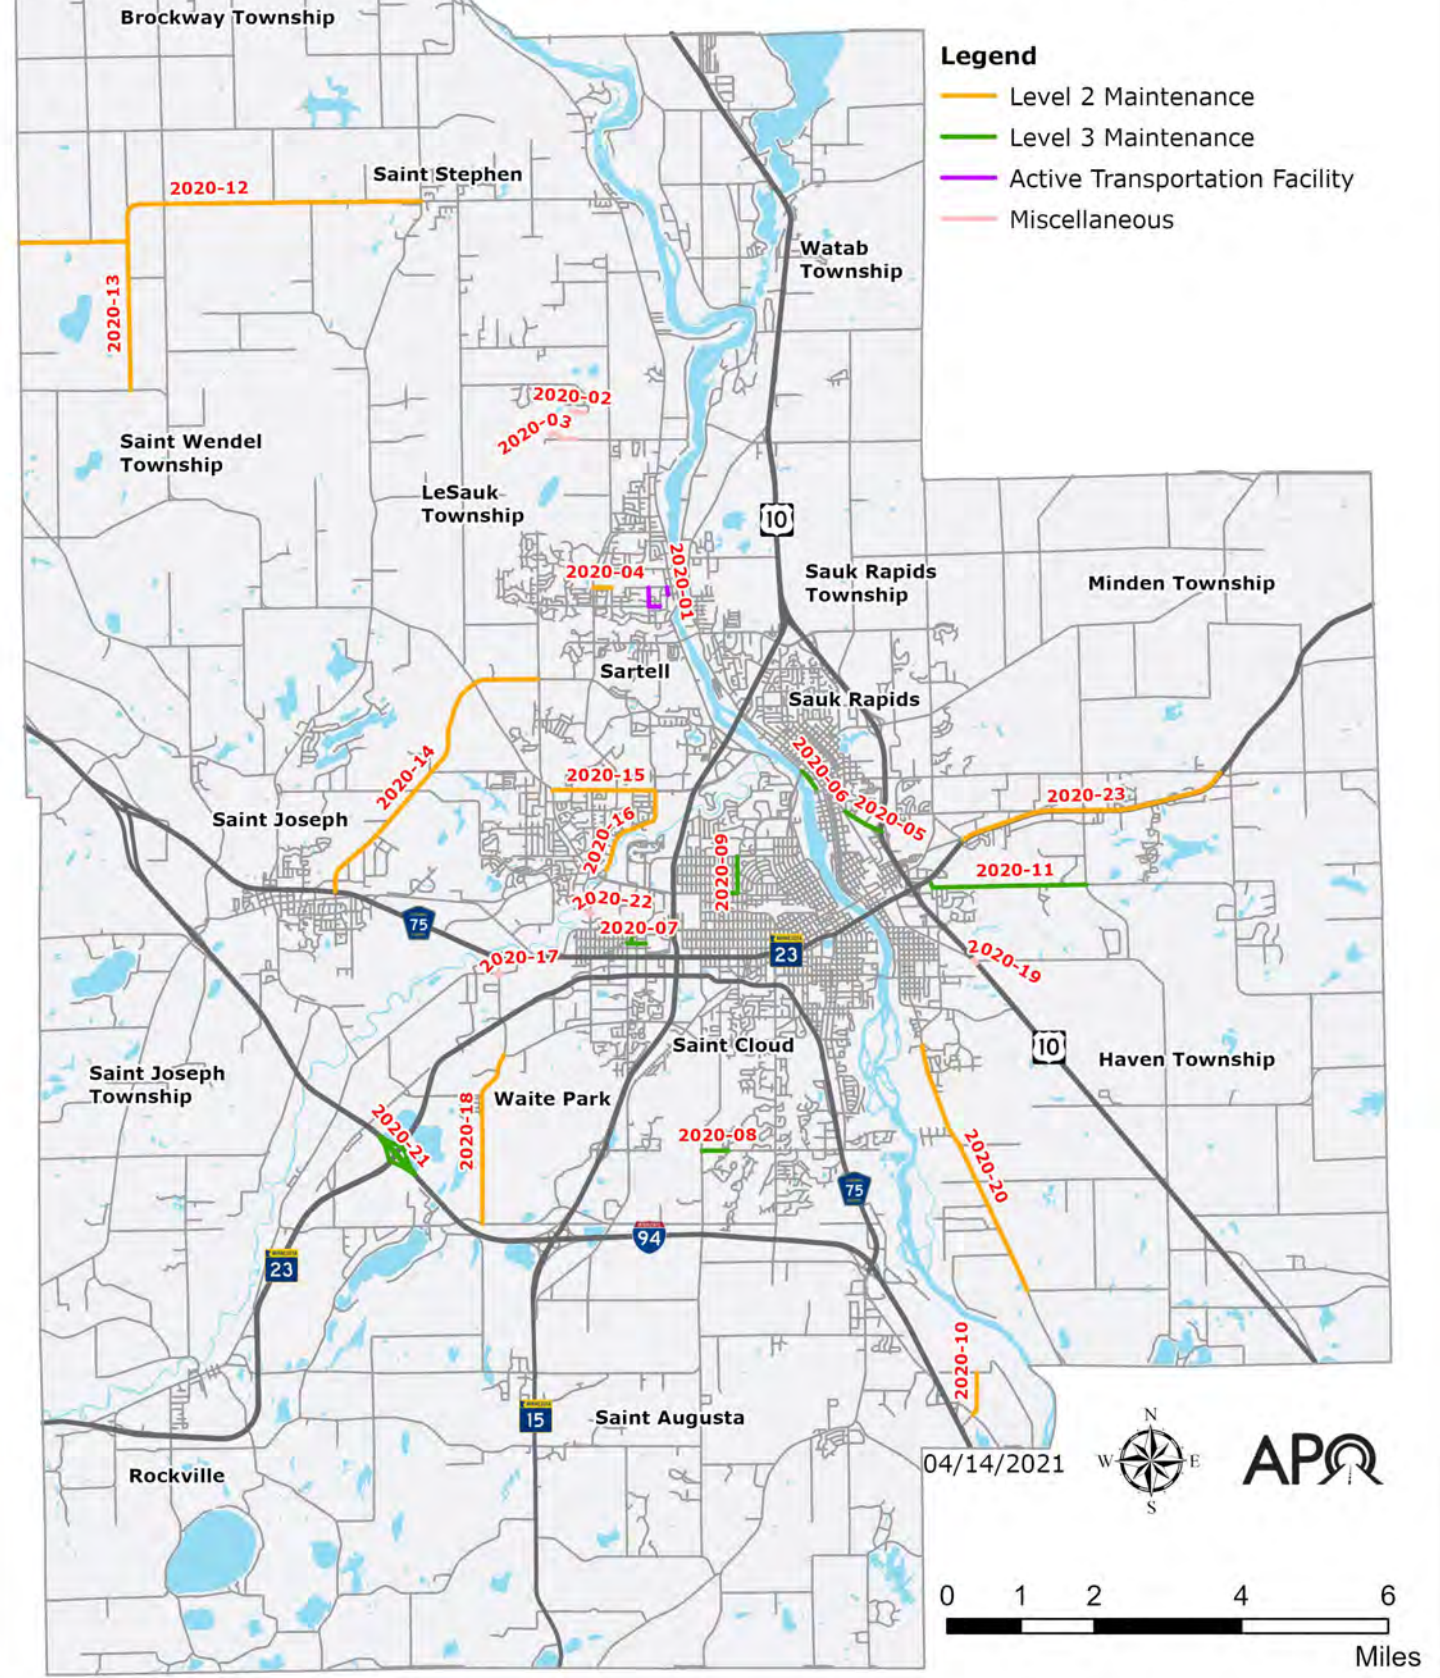 Brockway Township
Legend
Level 2 Maintenance
Level 3 Maintenance
Active Transportation Facility
Miscellaneous
Saint Stephen
2020-12
Watab
Township
2020-13
2020-02
2020-03
Saint Wendel
Township
LeSauk
Township
10
2020-01
2020-04
Sauk Rapids
Township
Minden Township
Sartell
Sauk Rapids
2020-14
2020-15
2020-06
2020-05
2020-23
Saint Joseph
2020-16
2020-09
2020-11
2020-22
75
2020-07
23
2020-17
2020-19
10
Saint Cloud
Haven Township
Saint Joseph
Township
Waite Park
2020-18
2020-21
2020-08
2020-20
75
94
23
2020-10
15
Saint Augusta
Rockville
04/14/2021
N
W
E
S
APO
0 1 2 4 6
Miles